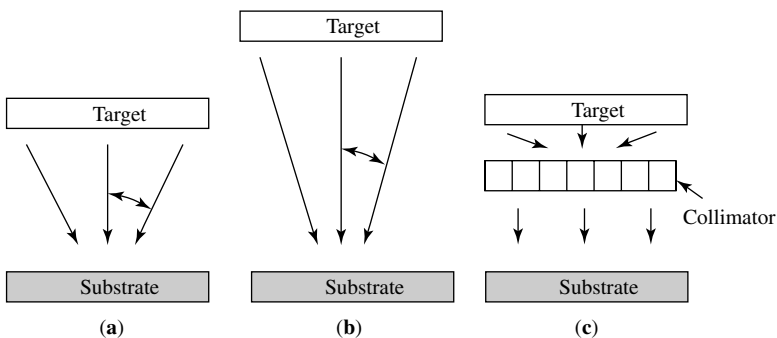 Target
Substrate
(a)
Target
Substrate
(b)
Target
Collimator
Substrate
(c)